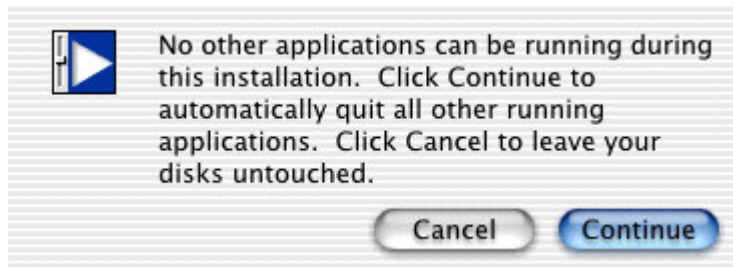 No other applications can be running during
this installation.  Click Continue to
automatically quit all other running
applications.  Click Cancel to leave your
disks untouched.
Cancel
Continue